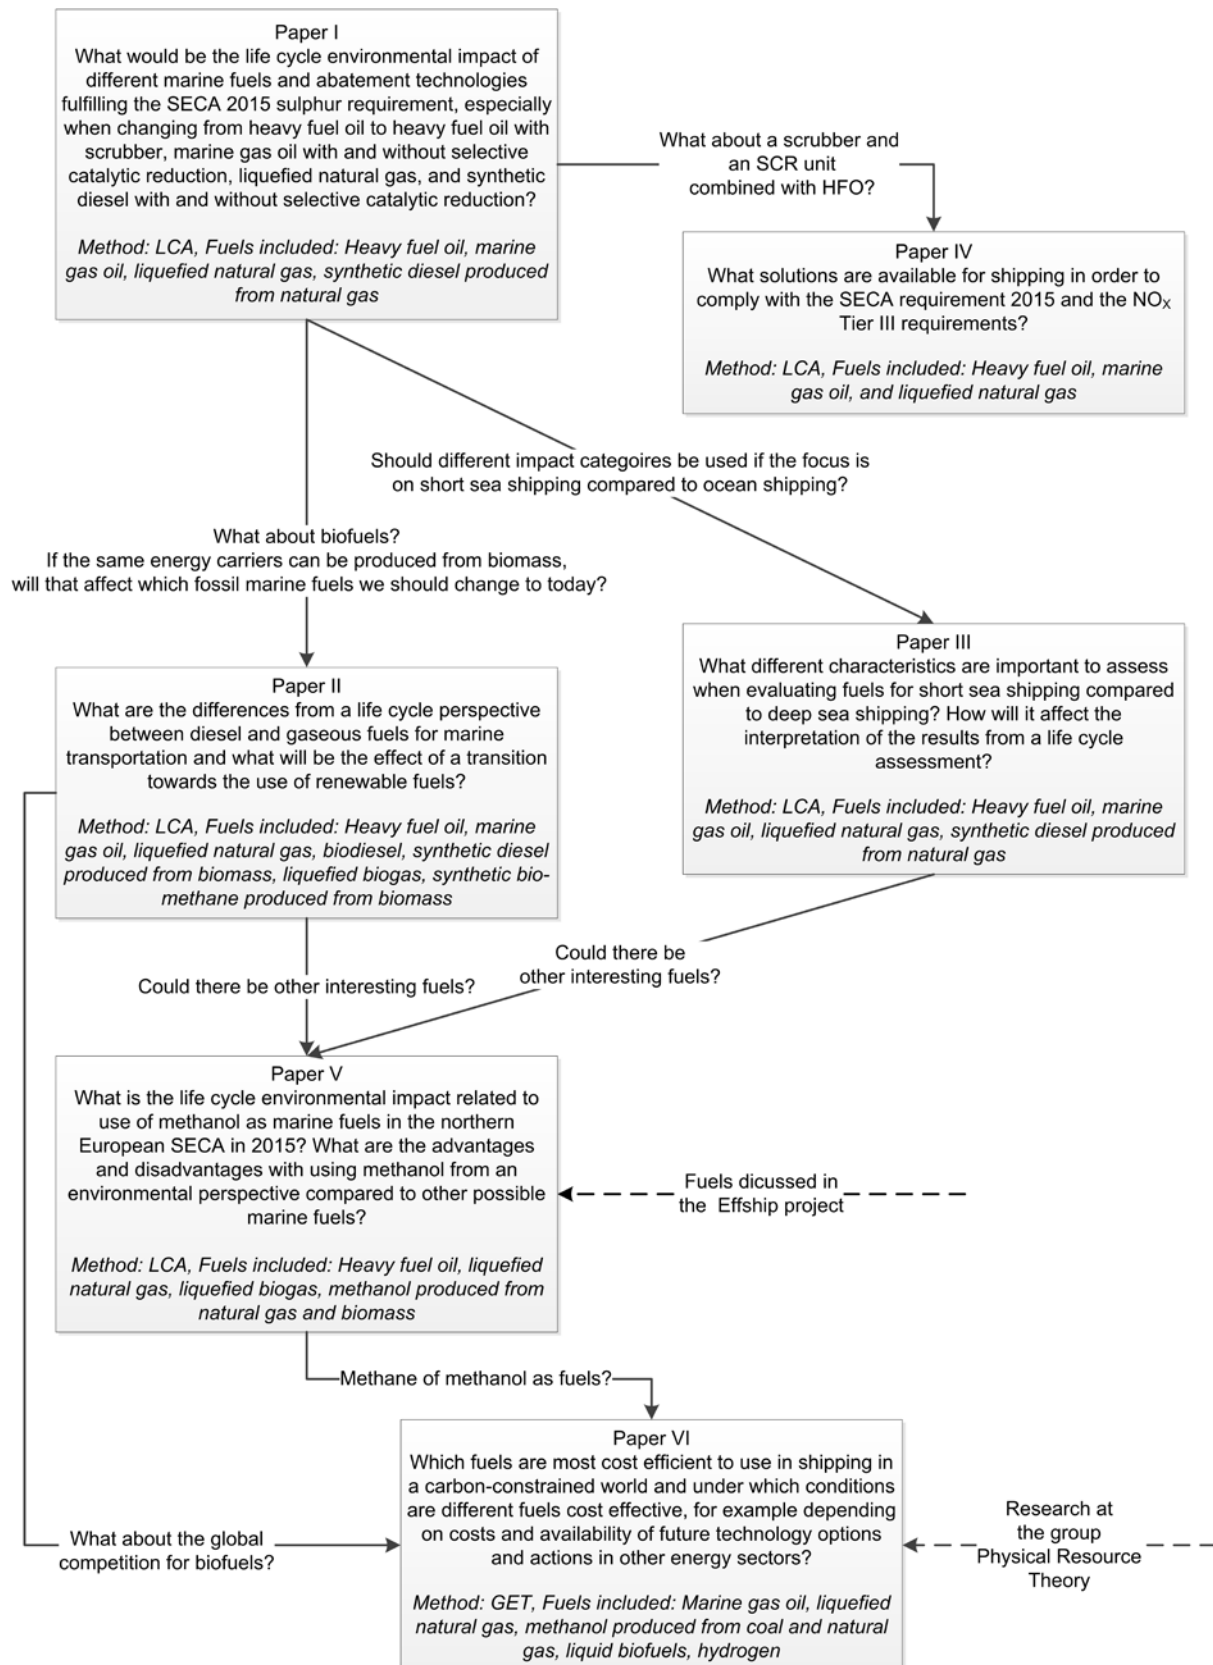 Paper I
What would be the life cycle environmental impact of
different marine fuels and abatement technologies
fulfilling the SECA 2015 sulphur requirement, especially
when changing from heavy fuel oil to heavy fuel oil with
scrubber, marine gas oil with and without selective
catalytic reduction, liquefied natural gas, and synthetic
diesel with and without selective catalytic reduction?
Method: LCA, Fuels included: Heavy fuel oil, marine
gas oil, liquefied natural gas, synthetic diesel produced
from natural gas
What about a scrubber and
an SCR unit
combined with HFO?
Paper IV
What solutions are available for shipping in order to
comply with the SECA requirement 2015 and the NOx
Tier III requirements?
Method: LCA, Fuels included: Heavy fuel oil, marine
gas oil, and liquefied natural gas
Should different impact categoires be used if the focus is
on short sea shipping compared to ocean shipping?
What about biofuels?
If the same energy carriers can be produced from biomass,
will that affect which fossil marine fuels we should change to today?
Paper III
What different characteristics are important to assess
when evaluating fuels for short sea shipping compared
to deep sea shipping? How will it affect the
interpretation of the results from a life cycle
assessment?
Method: LCA, Fuels included: Heavy fuel oil, marine
gas oil, liquefied natural gas, synthetic diesel produced
from natural gas
Paper II
What are the differences from a life cycle perspective
between diesel and gaseous fuels for marine
transportation and what will be the effect of a transition
towards the use of renewable fuels?
Method: LCA, Fuels included: Heavy fuel oil, marine
gas oil, liquefied natural gas, biodiesel, synthetic diesel
produced from biomass, liquefied biogas, synthetic bio-
methane produced from biomass
Could there be
other interesting fuels?
Could there be other interesting fuels?
Paper V
What is the life cycle environmental impact related to
use of methanol as marine fuels in the northern
European SECA in 2015? What are the advantages
and disadvantages with using methanol from an
environmental perspective compared to other possible
marine fuels?
Method: LCA, Fuels included: Heavy fuel oil, liquefied
natural gas, liquefied biogas, methanol produced from
natural gas and biomass
Fuels dicussed in
the Effship project
Methane of methanol as fuels?
Paper VI
Which fuels are most cost efficient to use in shipping in
a carbon-constrained world and under which conditions
are different fuels cost effective, for example depending
on costs and availability of future technology options
and actions in other energy sectors?
Method: GET, Fuels included: Marine gas oil, liquefied
natural gas, methanol produced from coal and natural
gas, liquid biofuels, hydrogen
What about the global
competition for biofuels?
Research at
the group
Physical Resource
Theory